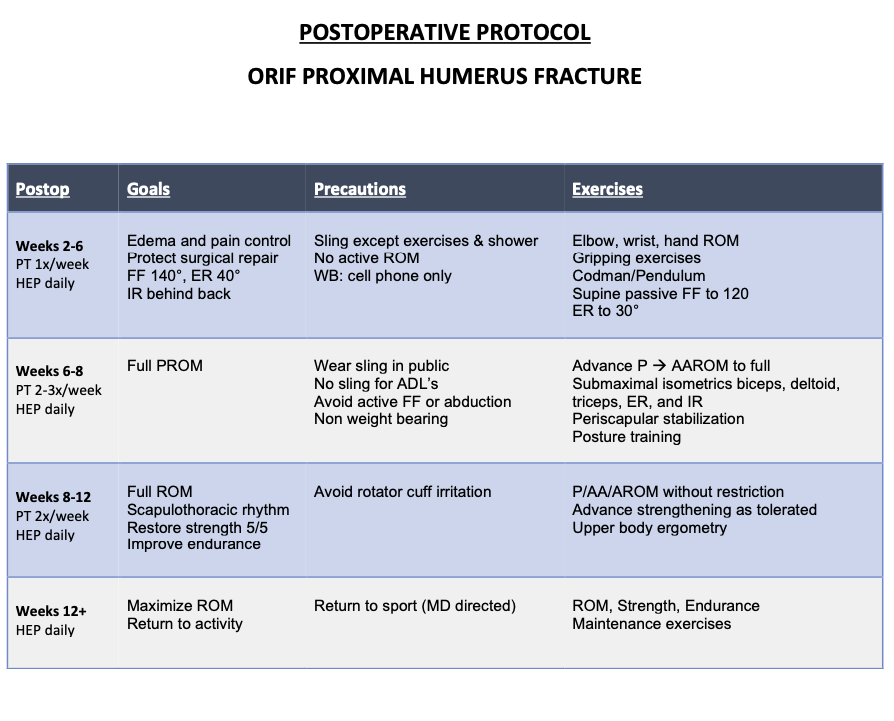 POSTOPERATIVE PROTOCOL
ORIF PROXIMAL HUMERUS FRACTURE
Postop Goals Precautions Exercises
Weeks 2-6
PT 1x/week
HEP daily
Edema and pain control
Protect surgical repair
FF 140°, ER 40°
IR behind back
Sling except exercises & shower
No active ROM
WB: cell phone only
Elbow, wrist, hand ROM
Gripping exercises
Codman/Pendulum
Supine passive FF to 120
ER to 30°
Weeks 6-8
PT 2-3x/week
HEP daily
Full PROM
Wear sling in public
No sling for ADL's
Avoid active FF or abduction
Non weight bearing
Advance P → AAROM to full
Submaximal isometrics biceps, deltoid,
triceps, ER, and IR
Periscapular stabilization
Posture training
Weeks 8-12
PT 2x/week
HEP daily
Full ROM
Scapulothoracic rhythm
Restore strength 5/5
Improve endurance
Avoid rotator cuff irritation
P/AA/AROM without restriction
Advance strengthening as tolerated
Upper body ergometry
Weeks 12+
HEP daily
Maximize ROM
Return to activity
Return to sport (MD directed)
ROM, Strength, Endurance
Maintenance exercises